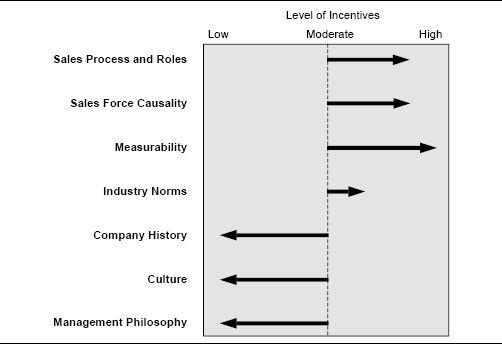 Level of Incentives
Low Moderate High
Sales Process and Roles
Sales Force Causality
Measurability
Industry Norms
Company History
Culture
Management Philosophy